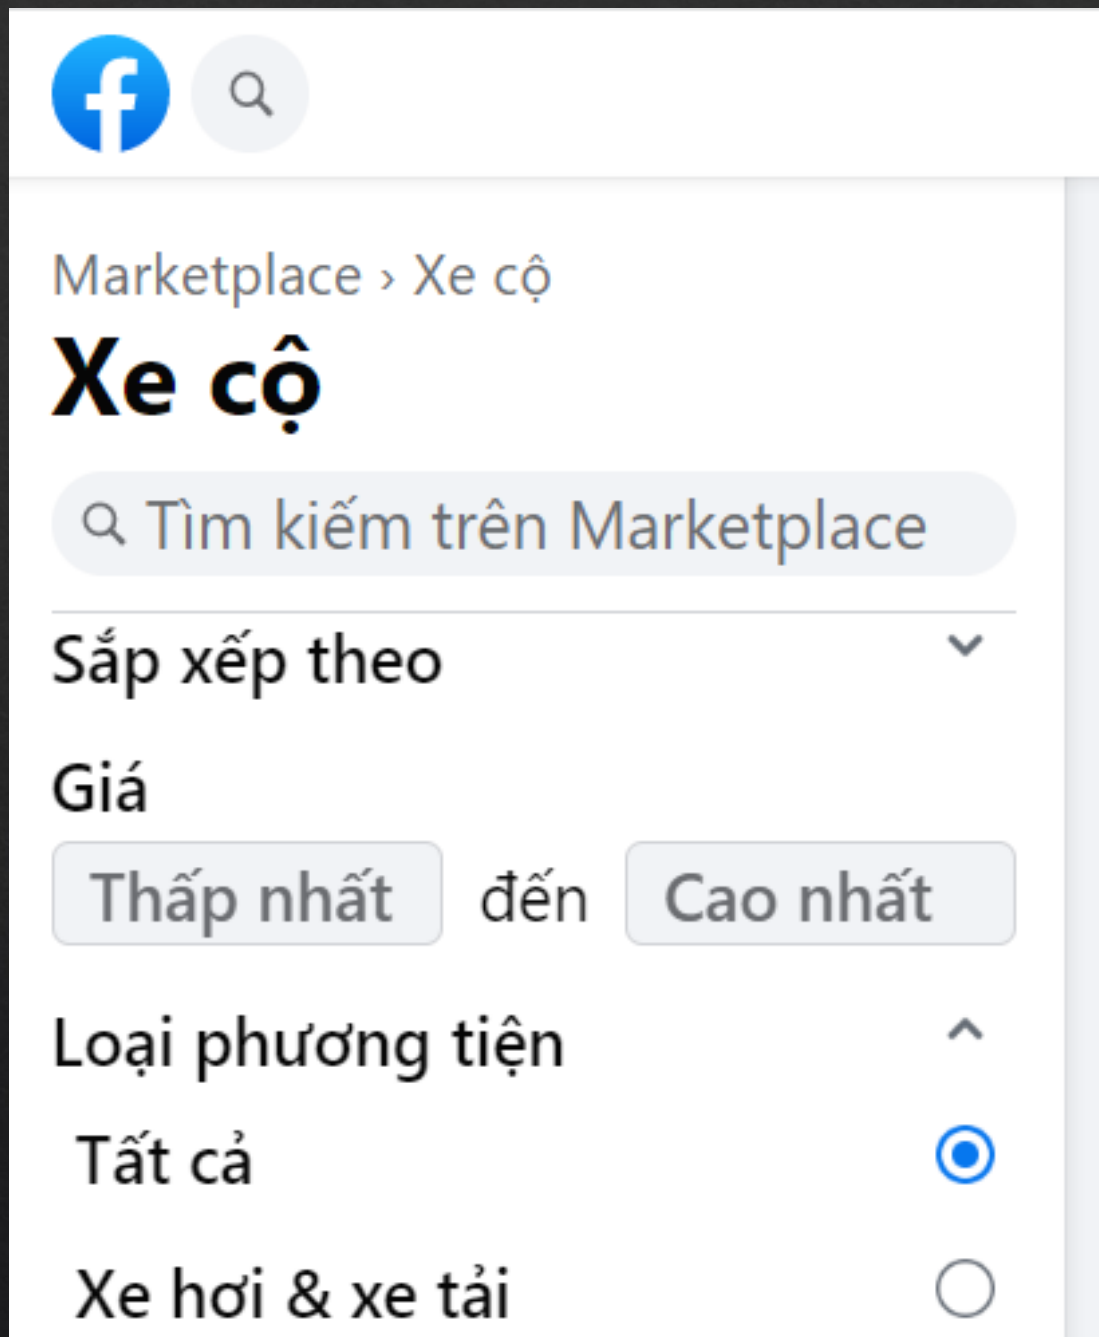 Marketplace › Xe cộ
Xe cộ
Tìm kiếm trên Marketplace
Sắp xếp theo
Giá
Thấp nhất đến Cao nhất
Loại phương tiện
Tất cả
Xe hơi & xe tải